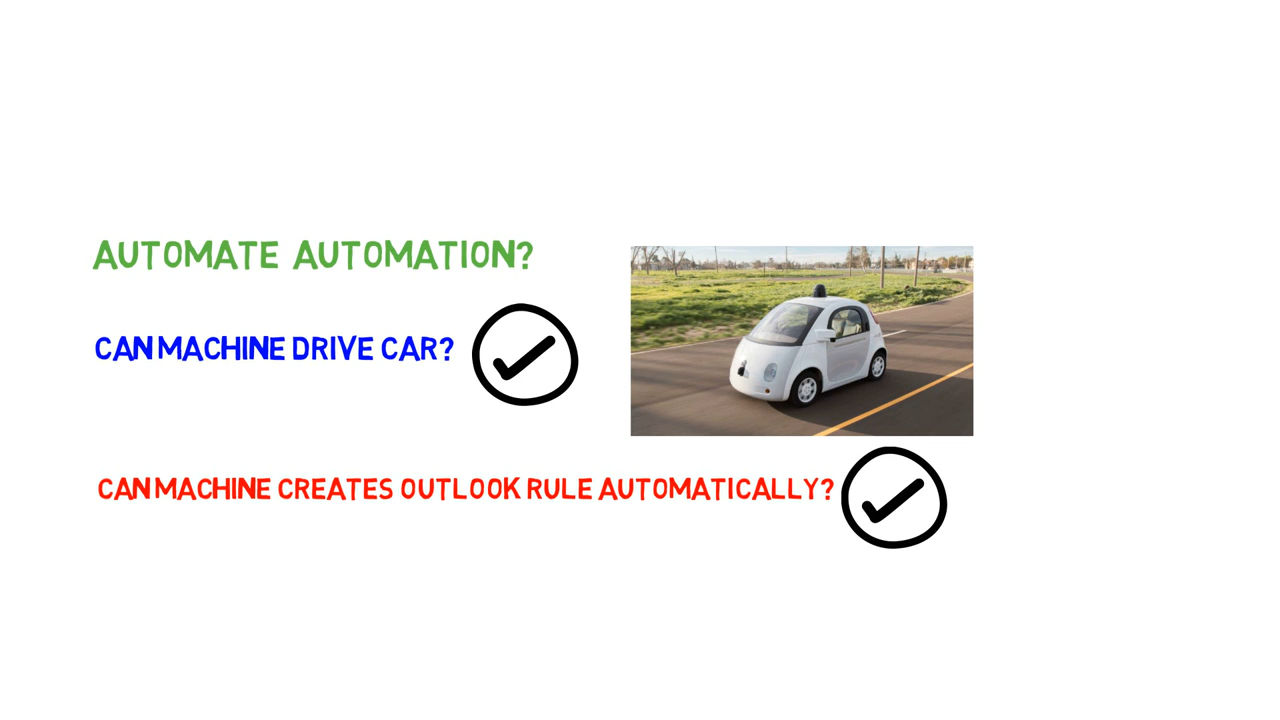 AUTOMATE AUTOMATION?
CAN MACHINE DRIVE CAR?
CAN MACHINE CREATES OUTLOOK RULE AUTOMATICALLY?